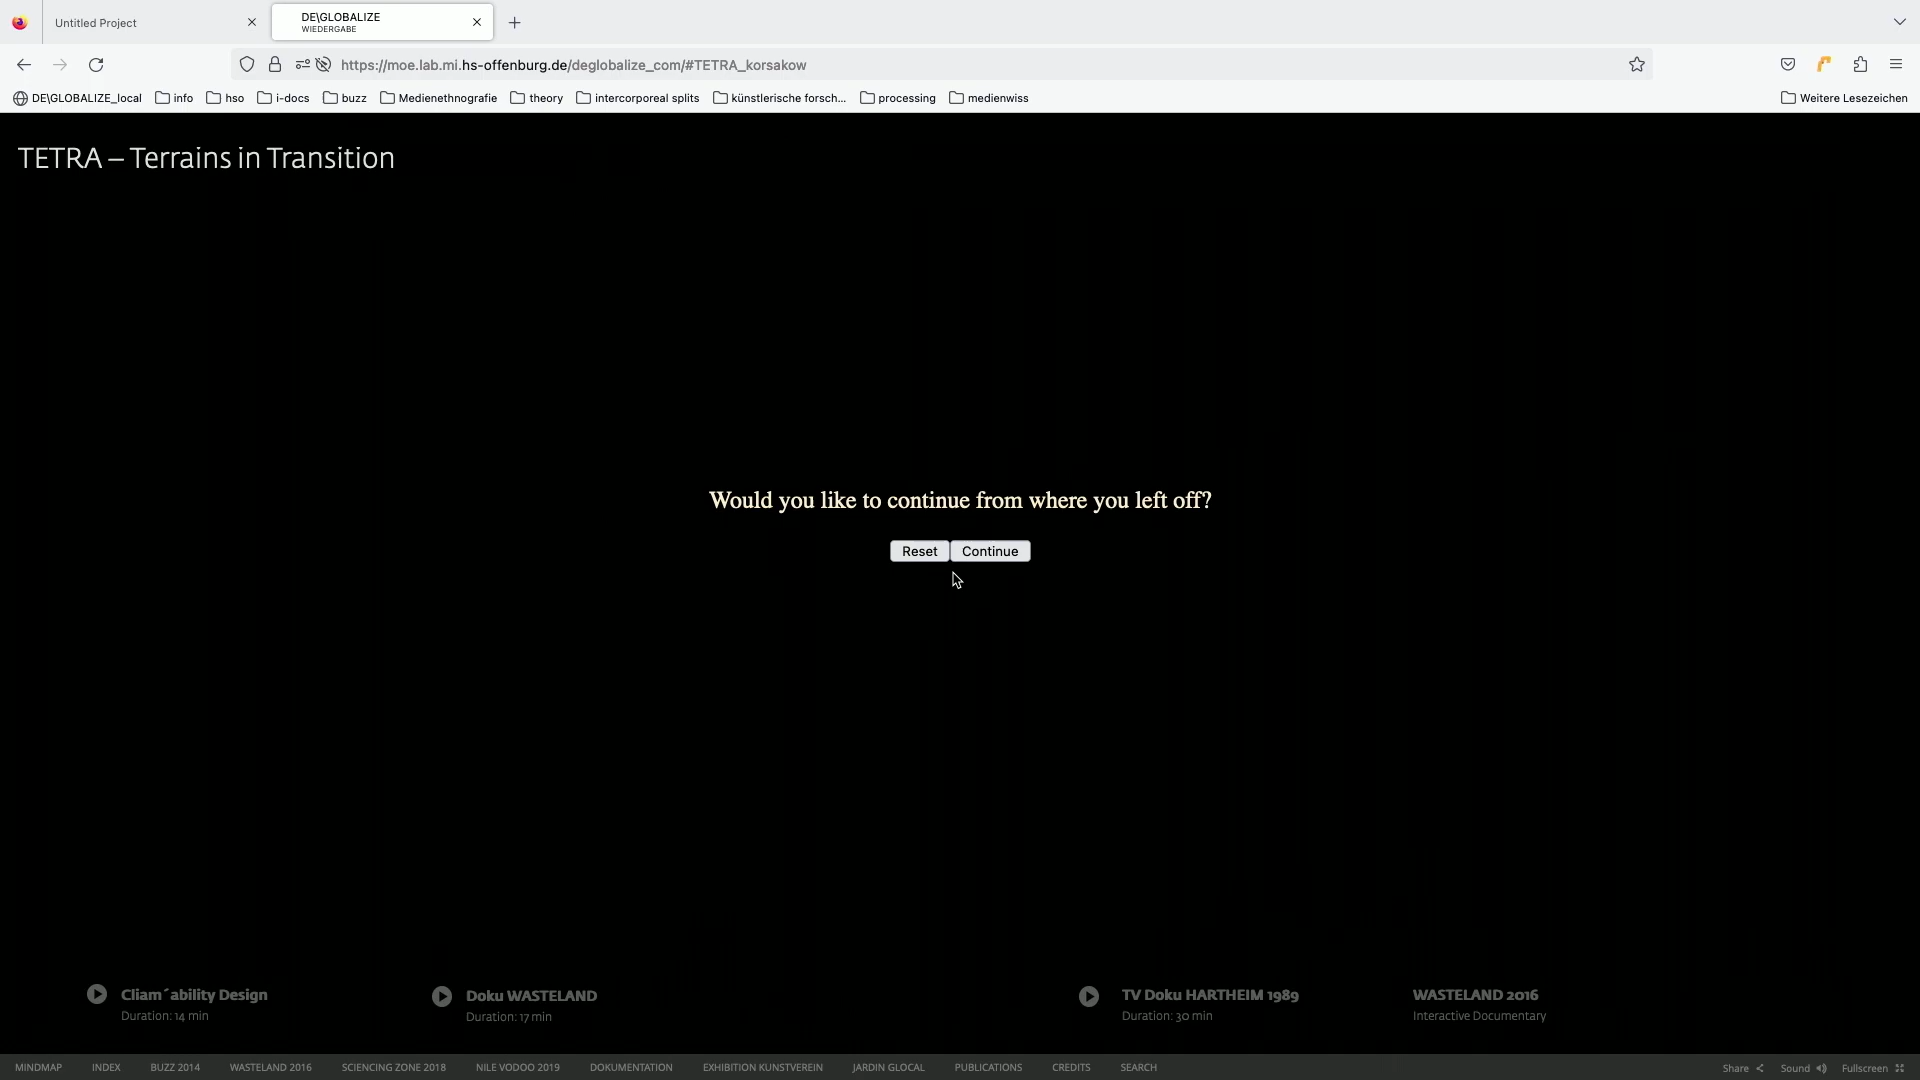 Untitled Project
DE\GLOBALIZE
WIEDERGABE
https://moe.lab.mi.hs-offenburg.de/deglobalize_com/#TETRA_korsakow
DE\GLOBALIZE_local info hso i-docs buzz Medienethnografie theory intercorporeal splits künstlerische forsch... processing medienwiss Weitere Lesezeichen
TETRA – Terrains in Transition
Would you like to continue from where you left off?
Reset Continue
Cliam´ability Design
Duration: 14 min
Doku WASTELAND
Duration: 17 min
TV Doku HARTHEIM 1989
Duration: 30 min
WASTELAND 2016
Interactive Documentary
MINDMAP INDEX BUZZ 2014 WASTELAND 2016 SCIENCING ZONE 2018 NILE VODOO 2019 DOKUMENTATION EXHIBITION KUNSTVEREIN JARDIN GLOCAL PUBLICATIONS CREDITS SEARCH Share Sound Fullscreen